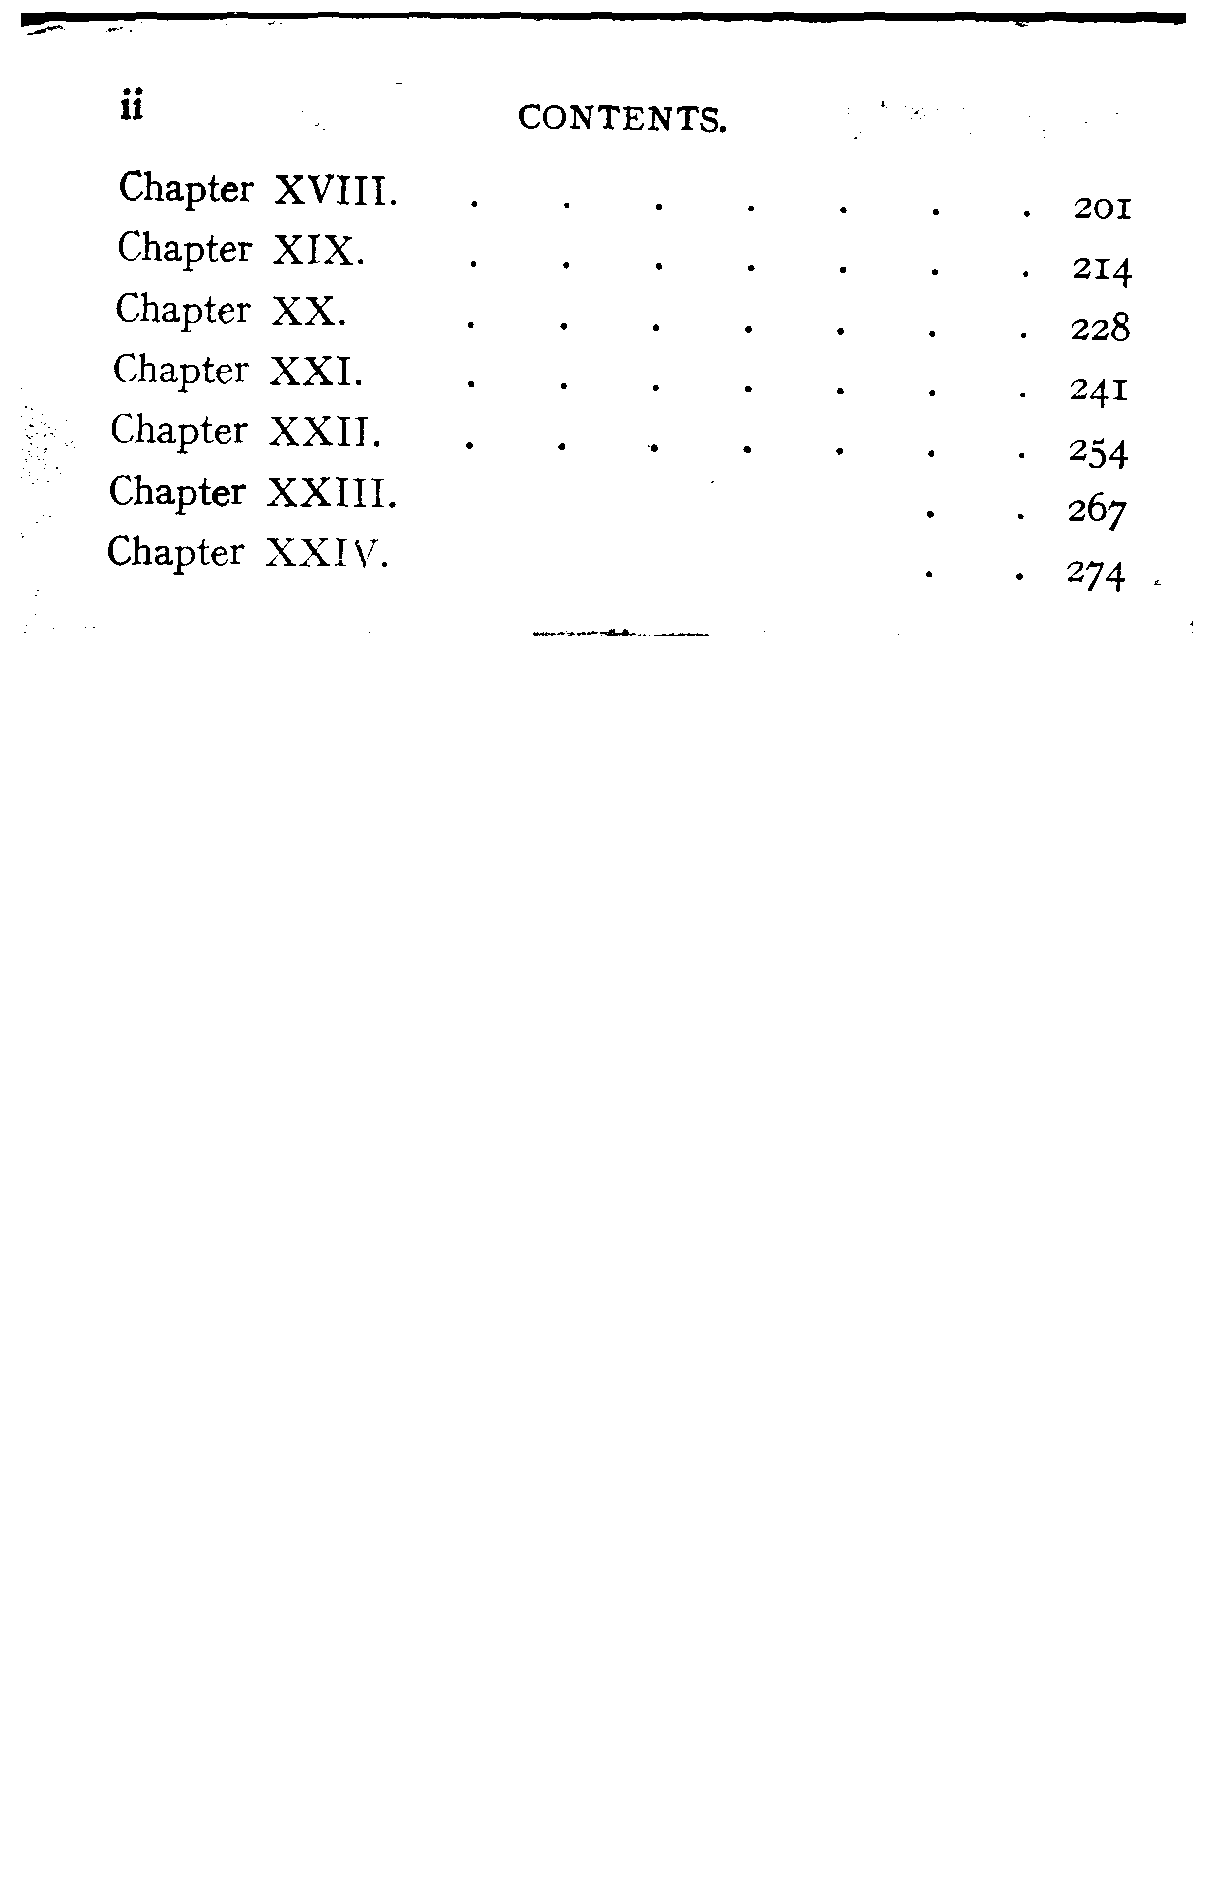 ii CONTENTS.
Chapter XVIII. . . . . . . . 201
Chapter XIX. . . . . . . . 214
Chapter XX. . . . . . . . 228
Chapter XXI. . . . . . . . 241
Chapter XXII. . . . . . . . 254
Chapter XXIII. . . 267
Chapter XXIV. . . 274